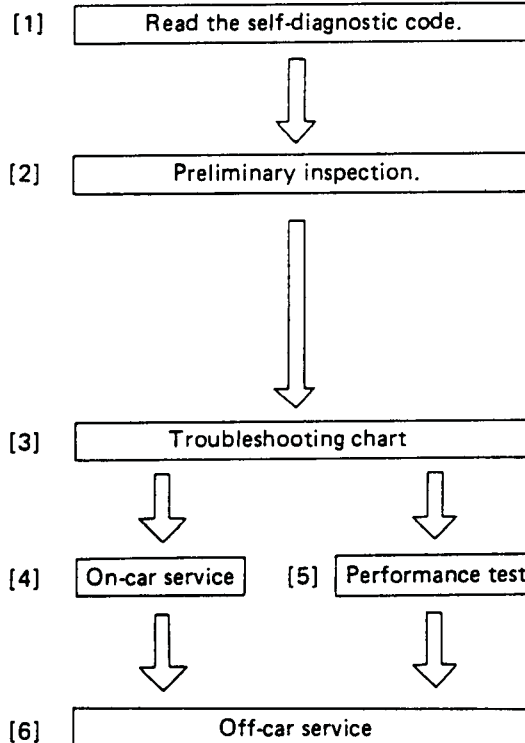 [1] Read the self-diagnostic code.
[2] Preliminary inspection.
[3] Troubleshooting chart
[4] On-car service [5] Performance test
[6] Off-car service